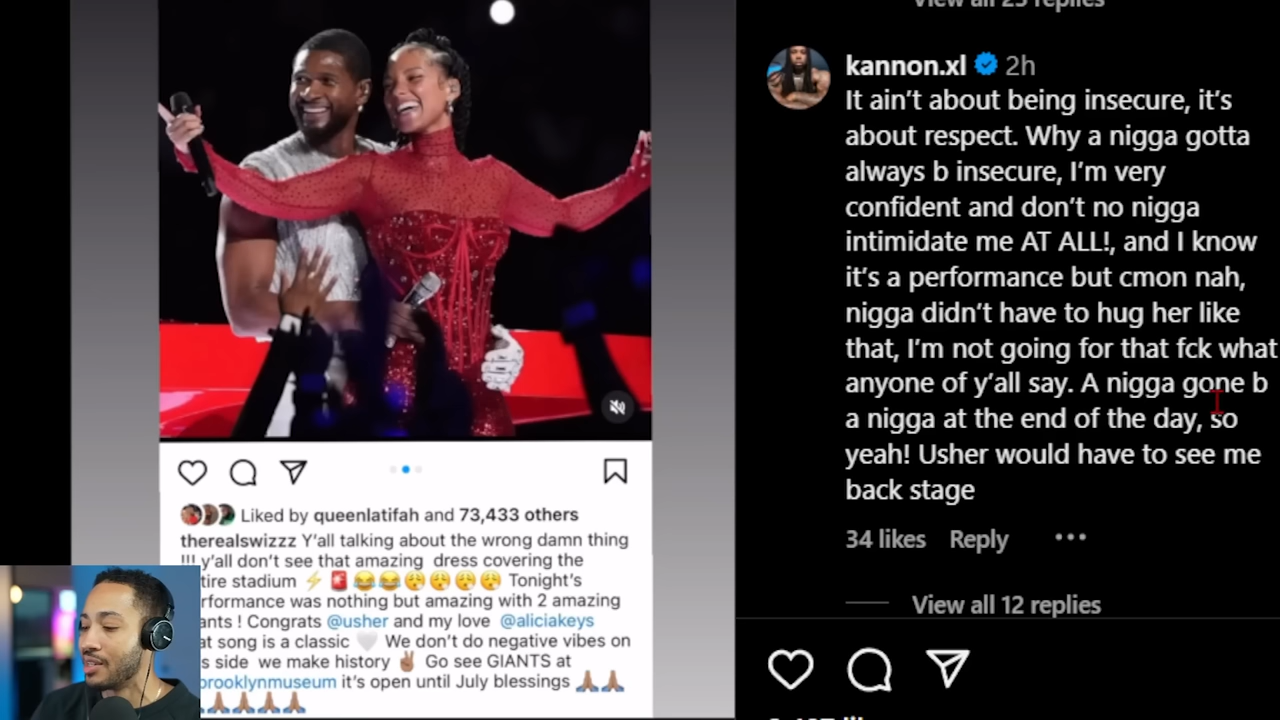 Liked by queenlatifah and 73,433 others
therealswizzz Y'all talking about the wrong damn thing
!!! y'all don't see that amazing dress covering the
tire stadium ⚡🚨😂😂😮‍💨😮‍💨😮‍💨😮‍💨 Tonight's
rformance was nothing but amazing with 2 amazing
ants ! Congrats @usher and my love @aliciakeys
at song is a classic 🤍 We don't do negative vibes on
s side we make history ✌🏽 Go see GIANTS at
brooklynmuseum it's open until July blessings 🙏🏽🙏🏽
🙏🏽🙏🏽🙏🏽🙏🏽
View all 25 replies
kannon.xl 2h
It ain't about being insecure, it's
about respect. Why a nigga gotta
always b insecure, I'm very
confident and don't no nigga
intimidate me AT ALL!, and I know
it's a performance but cmon nah,
nigga didn't have to hug her like
that, I'm not going for that fck what
anyone of y'all say. A nigga gone b
a nigga at the end of the day, so
yeah! Usher would have to see me
back stage
34 likes Reply •••
View all 12 replies